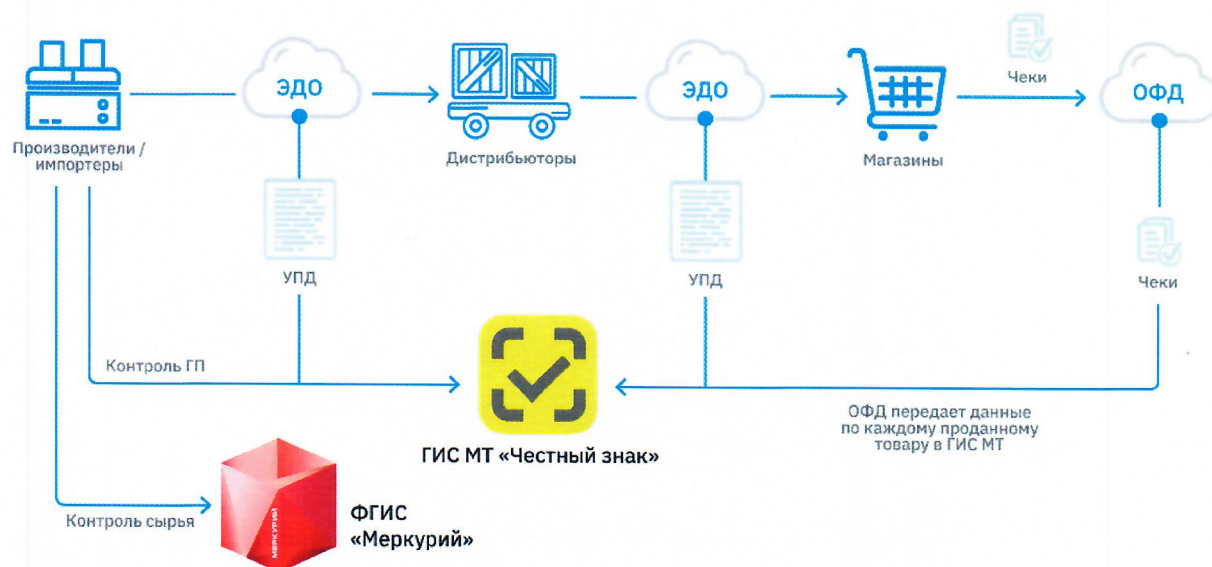 Чеки
ЭДО
ЭДО
ОФД
Производители /
импортеры
Дистрибьюторы
Магазины
УПД
УПД
Чеки
Контроль ГП
ОФД передает данные
по каждому проданному
товару в ГИС МТ
ГИС МТ «Честный знак»
Контроль сырья
МЕРКУРИЙ
ФГИС
«Меркурий»